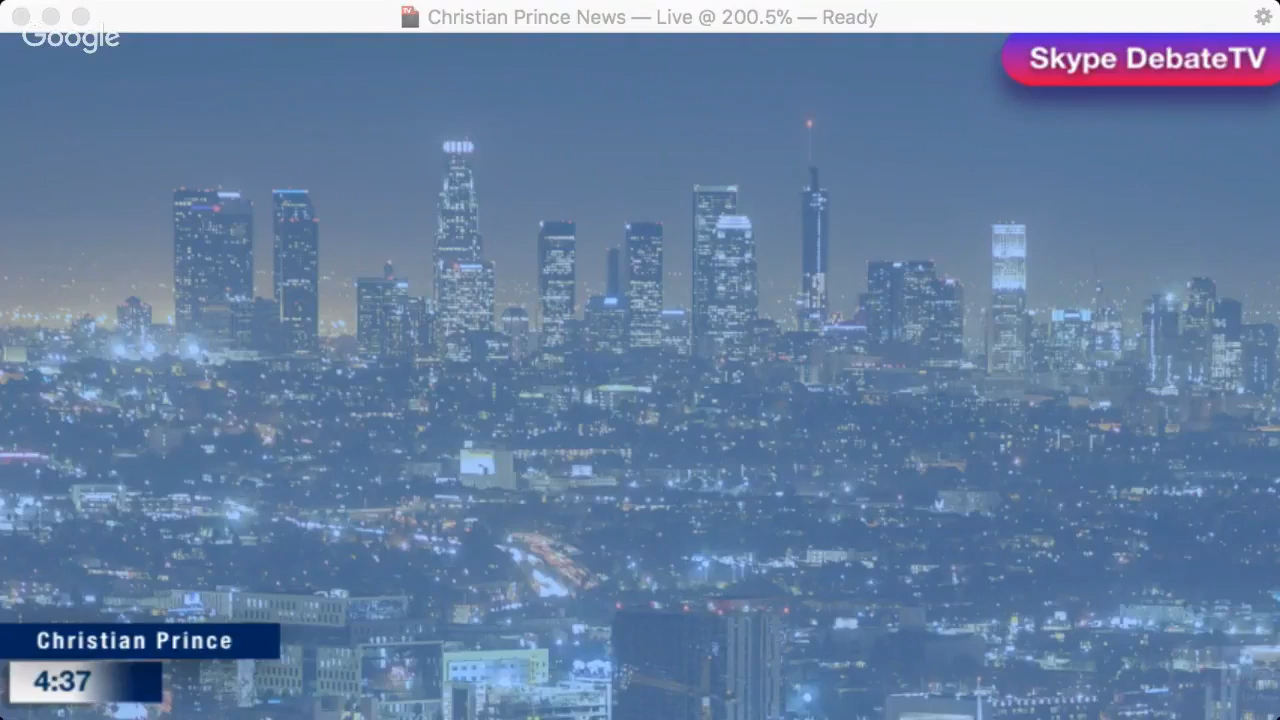 Christian Prince News — Live @ 200.5% — Ready
Google
Skype DebateTV
Christian Prince
4:37